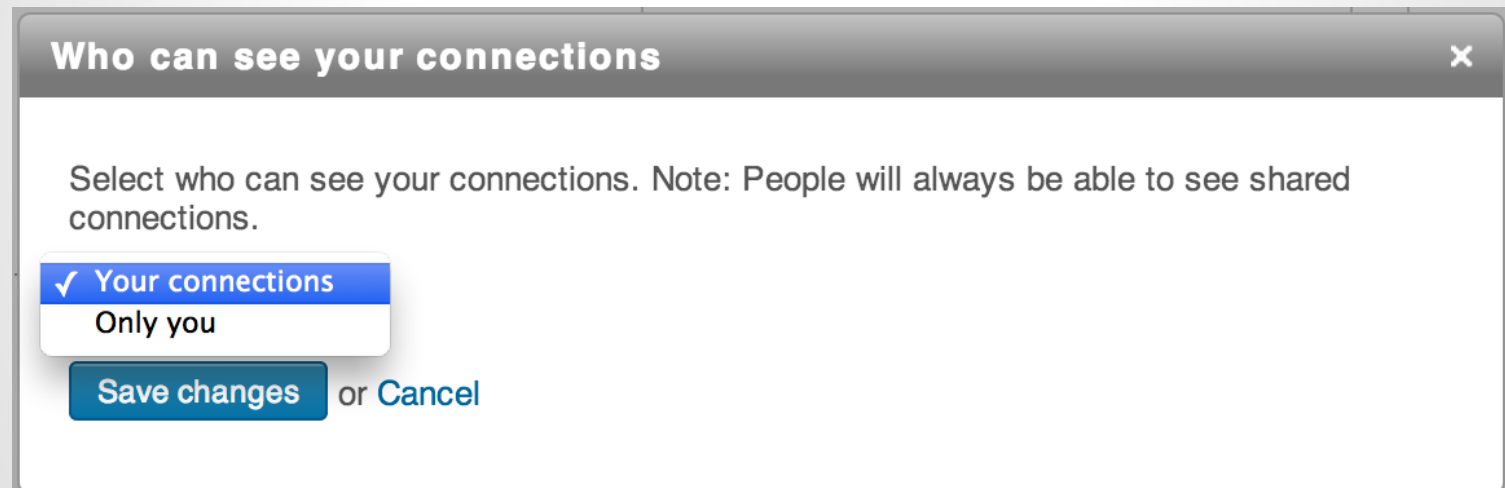 Who can see your connections ×
Select who can see your connections. Note: People will always be able to see shared
connections.
✓ Your connections
Only you
Save changes or Cancel